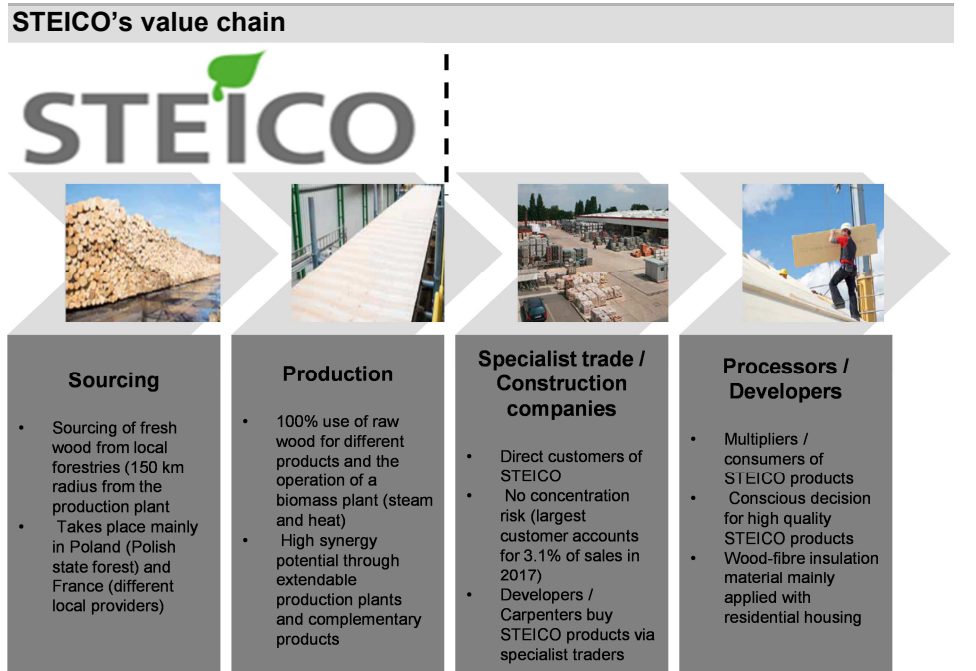 STEICO’s value chain
STEICO
Sourcing
• Sourcing of fresh
wood from local
forestries (150 km
radius from the
production plant
• Takes place mainly
in Poland (Polish
state forest) and
France (different
local providers)
Production
• 100% use of raw
wood for different
products and the
operation of a
biomass plant (steam
and heat)
• High synergy
potential through
extendable
production plants
and complementary
products
Specialist trade /
Construction
companies
• Direct customers of
STEICO
• No concentration
risk (largest
customer accounts
for 3.1% of sales in
2017)
• Developers /
Carpenters buy
STEICO products via
specialist traders
Processors /
Developers
• Multipliers /
consumers of
STEICO products
• Conscious decision
for high quality
STEICO products
• Wood-fibre insulation
material mainly
applied with
residential housing